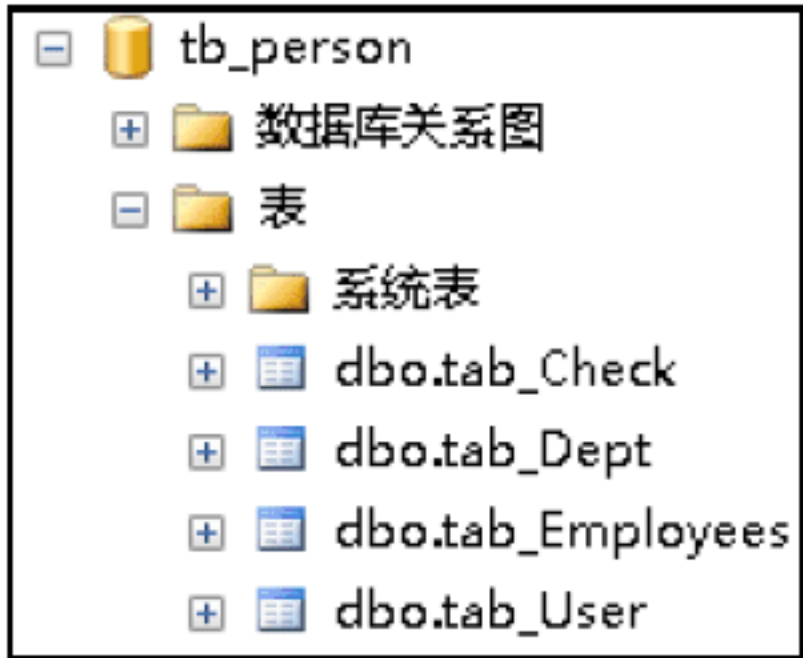 tb_person
数据库关系图
表
系统表
dbo.tab_Check
dbo.tab_Dept
dbo.tab_Employees
dbo.tab_User